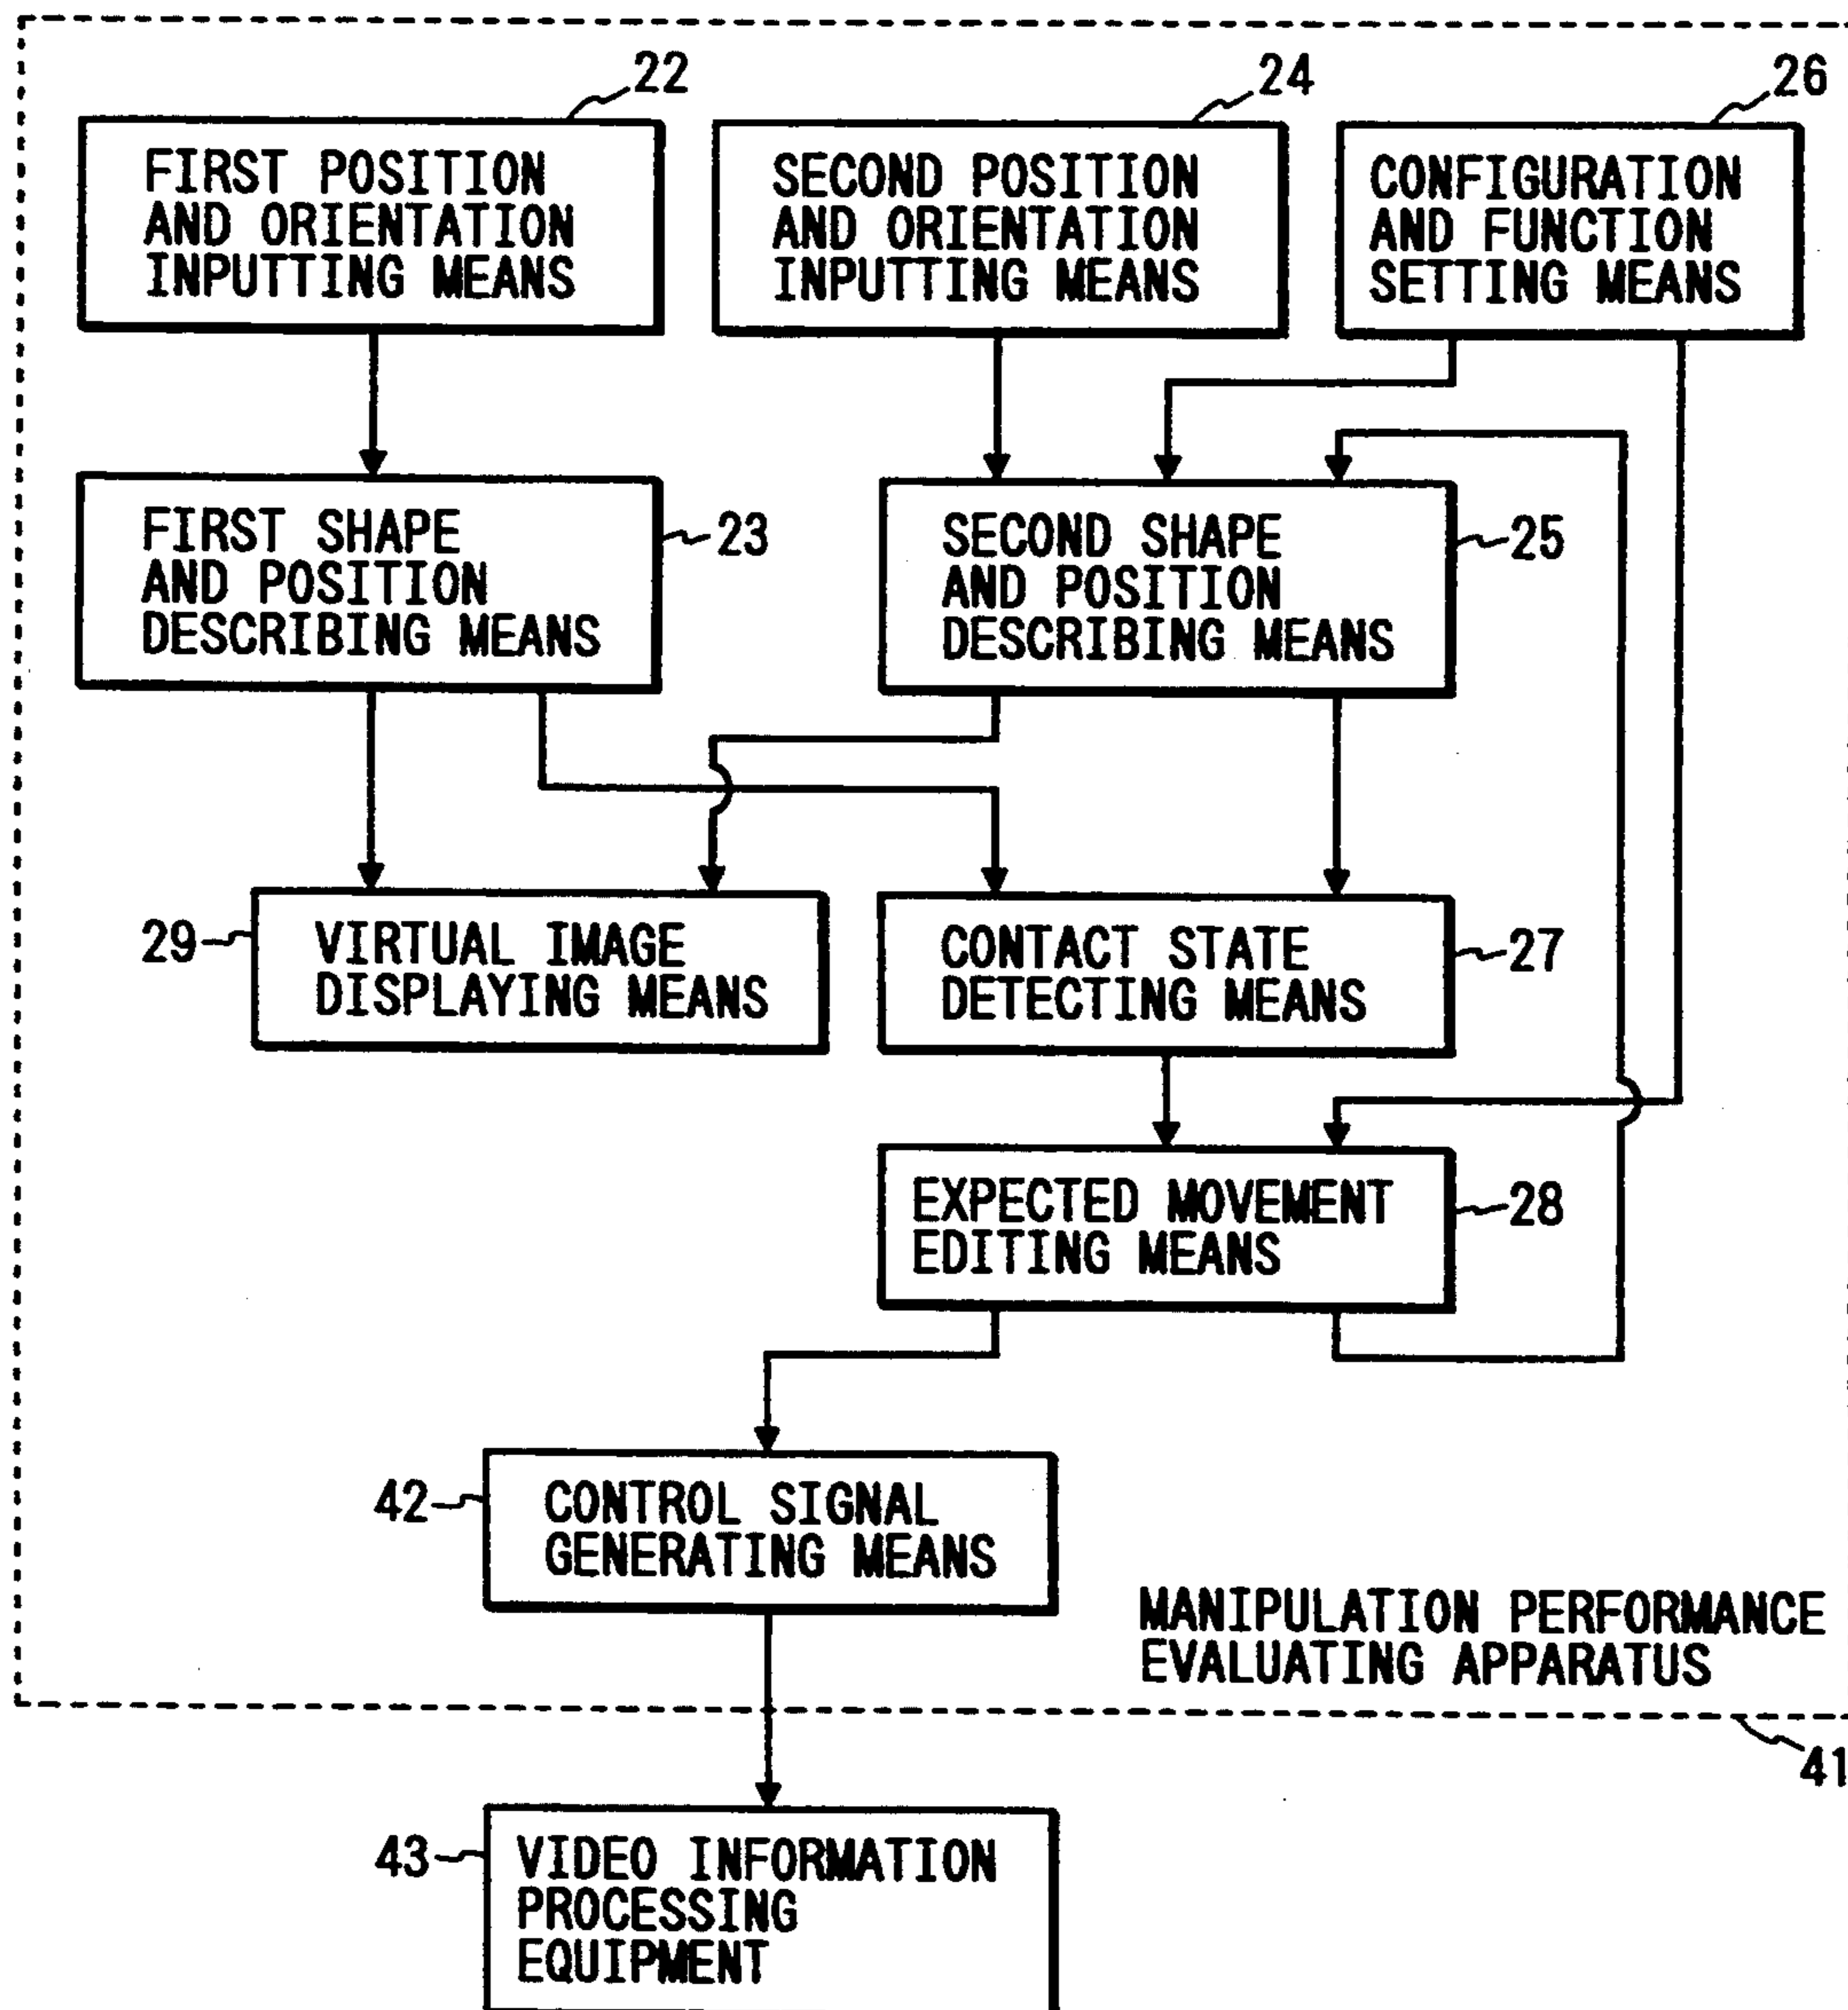 22
24
26
FIRST POSITION
AND ORIENTATION
INPUTTING MEANS
SECOND POSITION
AND ORIENTATION
INPUTTING MEANS
CONFIGURATION
AND FUNCTION
SETTING MEANS
FIRST SHAPE
AND POSITION
DESCRIBING MEANS
23
SECOND SHAPE
AND POSITION
DESCRIBING MEANS
25
29
VIRTUAL IMAGE
DISPLAYING MEANS
CONTACT STATE
DETECTING MEANS
27
EXPECTED MOVEMENT
EDITING MEANS
28
42
CONTROL SIGNAL
GENERATING MEANS
MANIPULATION PERFORMANCE
EVALUATING APPARATUS
41
43
VIDEO INFORMATION
PROCESSING
EQUIPMENT